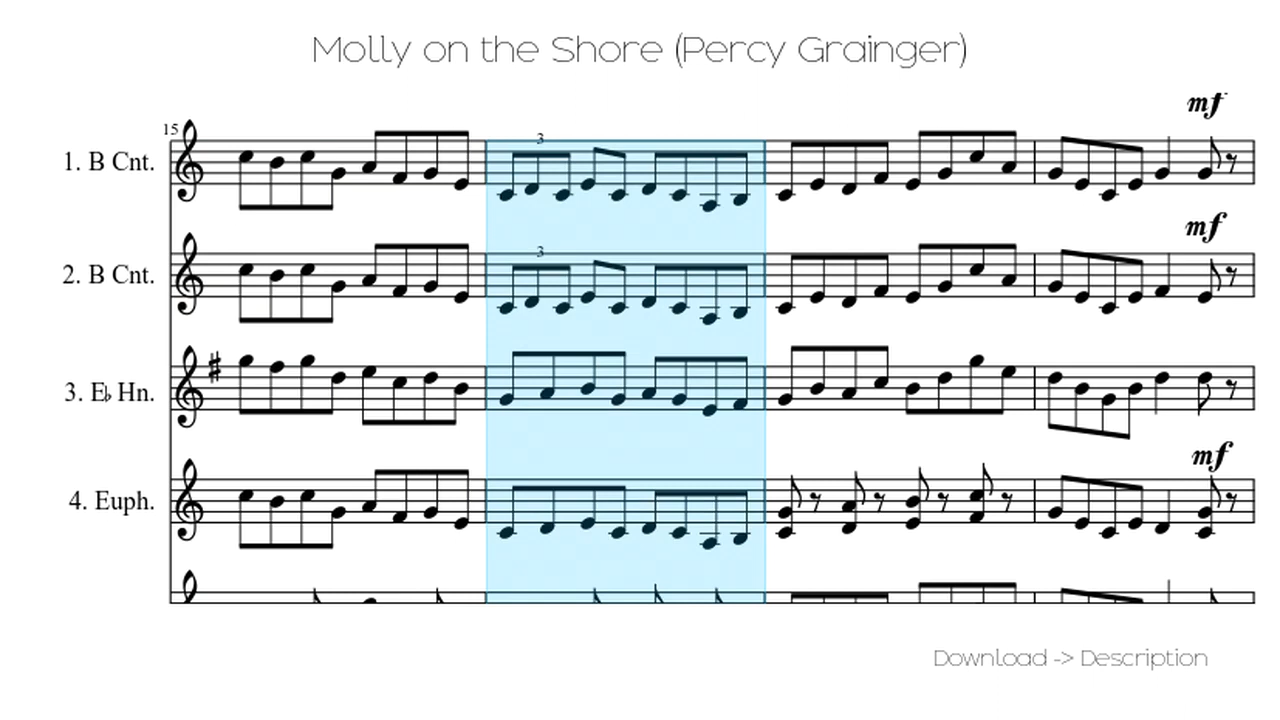 Molly on the Shore (Percy Grainger)
mf
15
3
1. B Cnt.
mf
3
2. B Cnt.
3. E♭ Hn.
mf
4. Euph.
Download -> Description